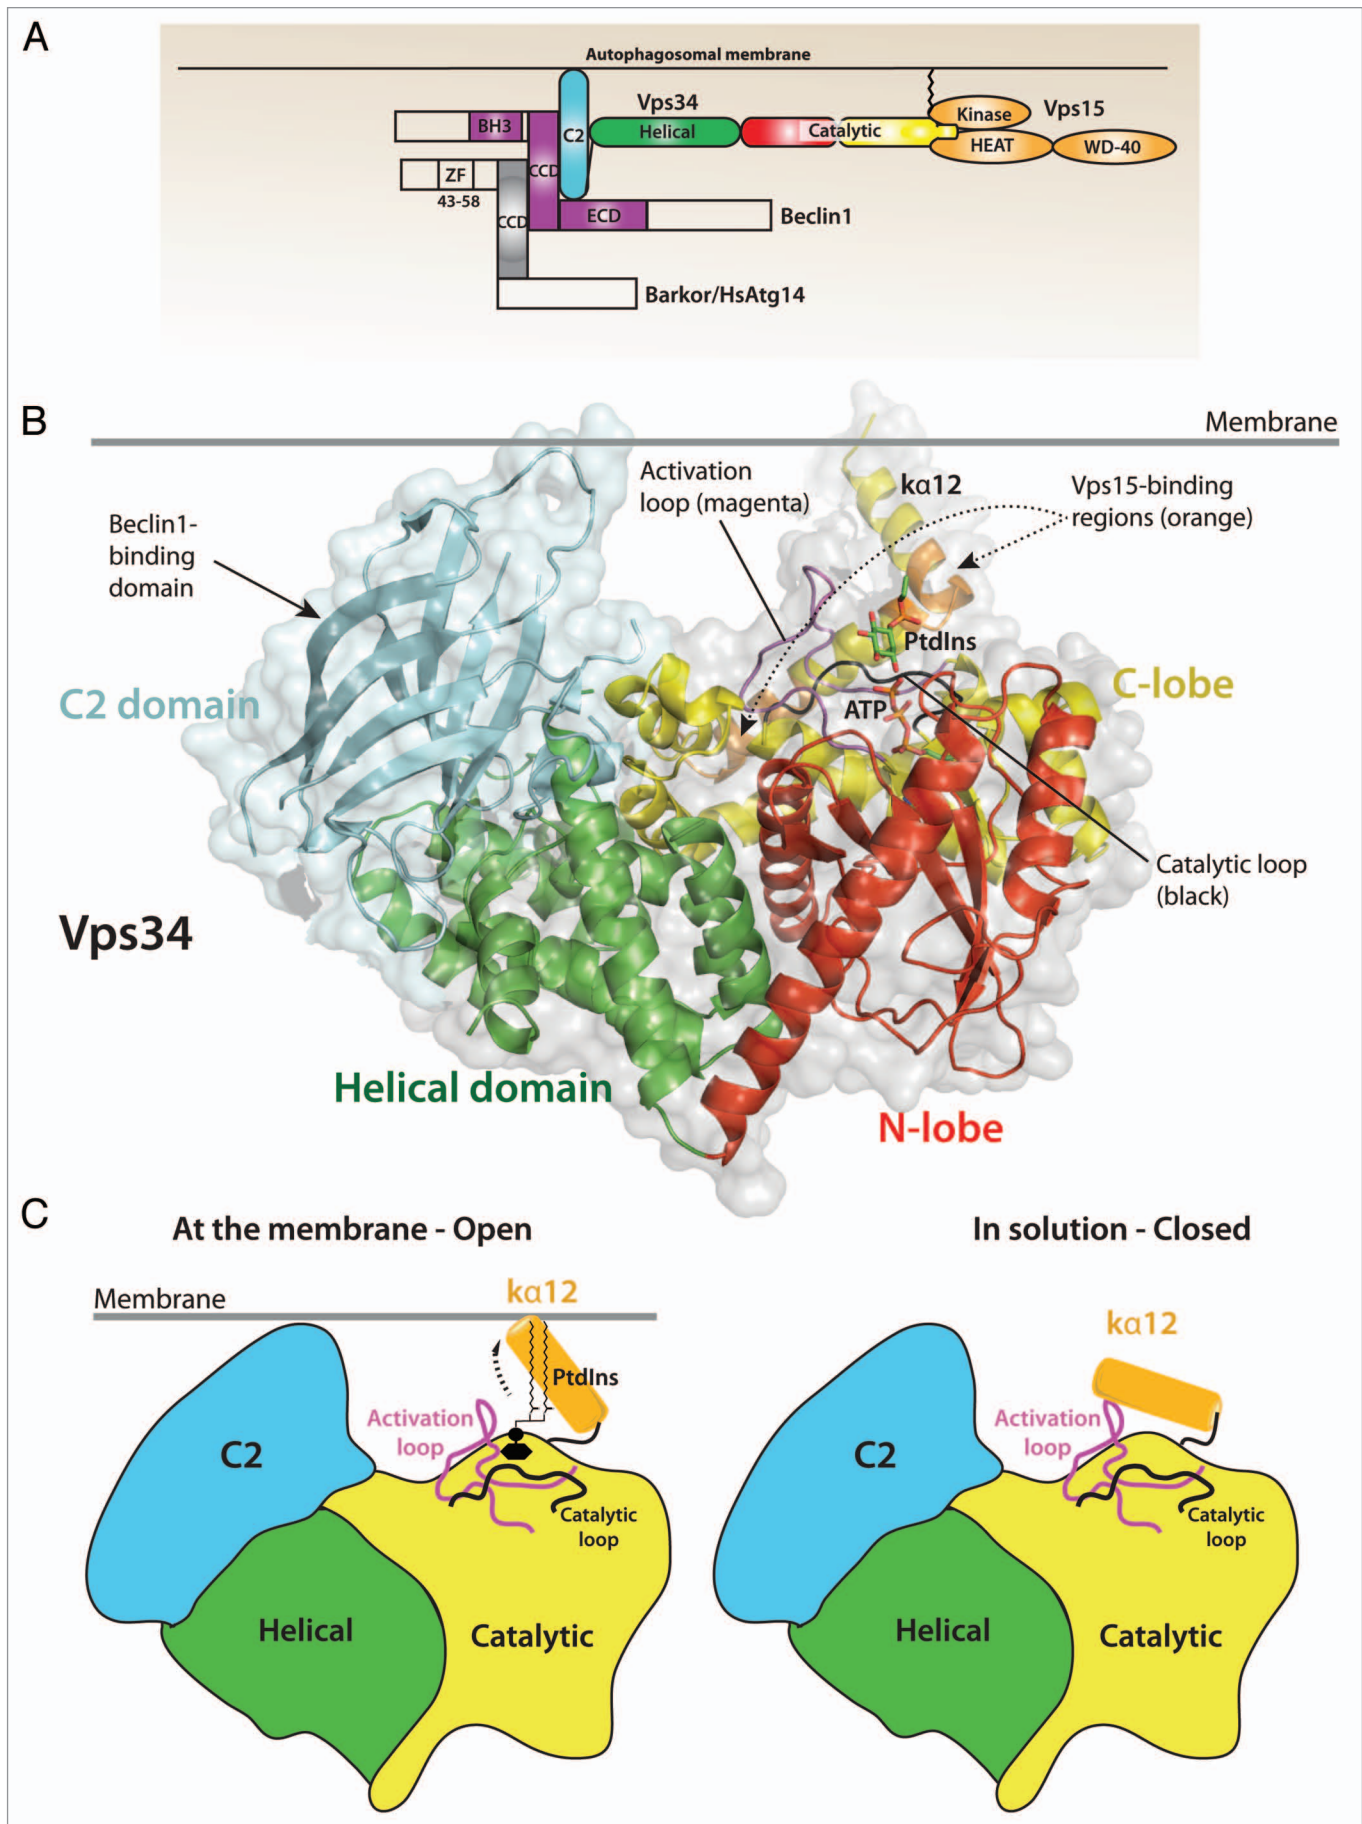 A
Autophagosomal membrane
Vps34
Kinase
Vps15
BH3
C2
Helical
Catalytic
HEAT
WD-40
ZF
CCD
43-58
CCD
ECD
Beclin1
Barkor/HsAtg14
B
Membrane
Activation
loop (magenta)
kα12
Vps15-binding
regions (orange)
Beclin1-
binding
domain
PtdIns
C2 domain
C-lobe
ATP
Catalytic loop
(black)
Vps34
Helical domain
N-lobe
C
At the membrane - Open
In solution - Closed
Membrane
kα12
kα12
PtdIns
Activation
loop
Activation
loop
C2
C2
Catalytic
loop
Catalytic
loop
Helical
Catalytic
Helical
Catalytic